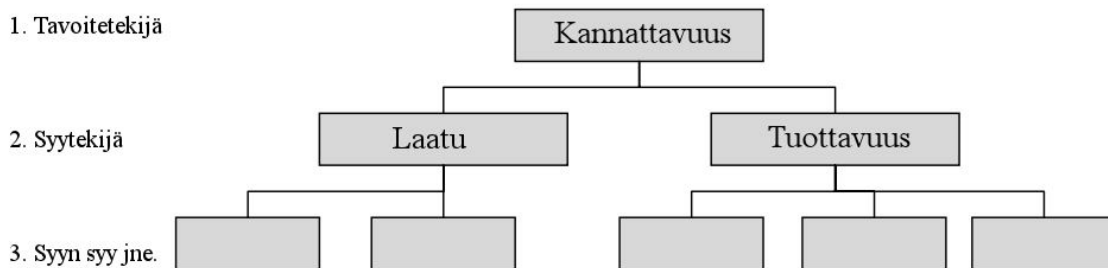 1. Tavoitetekijä
Kannattavuus
2. Syytekijä
Laatu
Tuottavuus
3. Syyn syy jne.